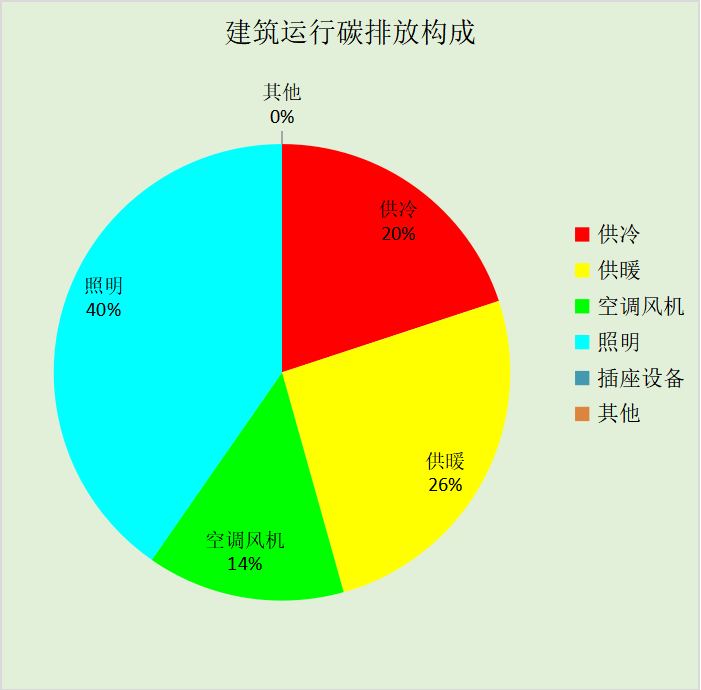 建筑运行碳排放构成
其他
0%
供冷
20%
照明
40%
供暖
26%
空调风机
14%
供冷
供暖
空调风机
照明
插座设备
其他